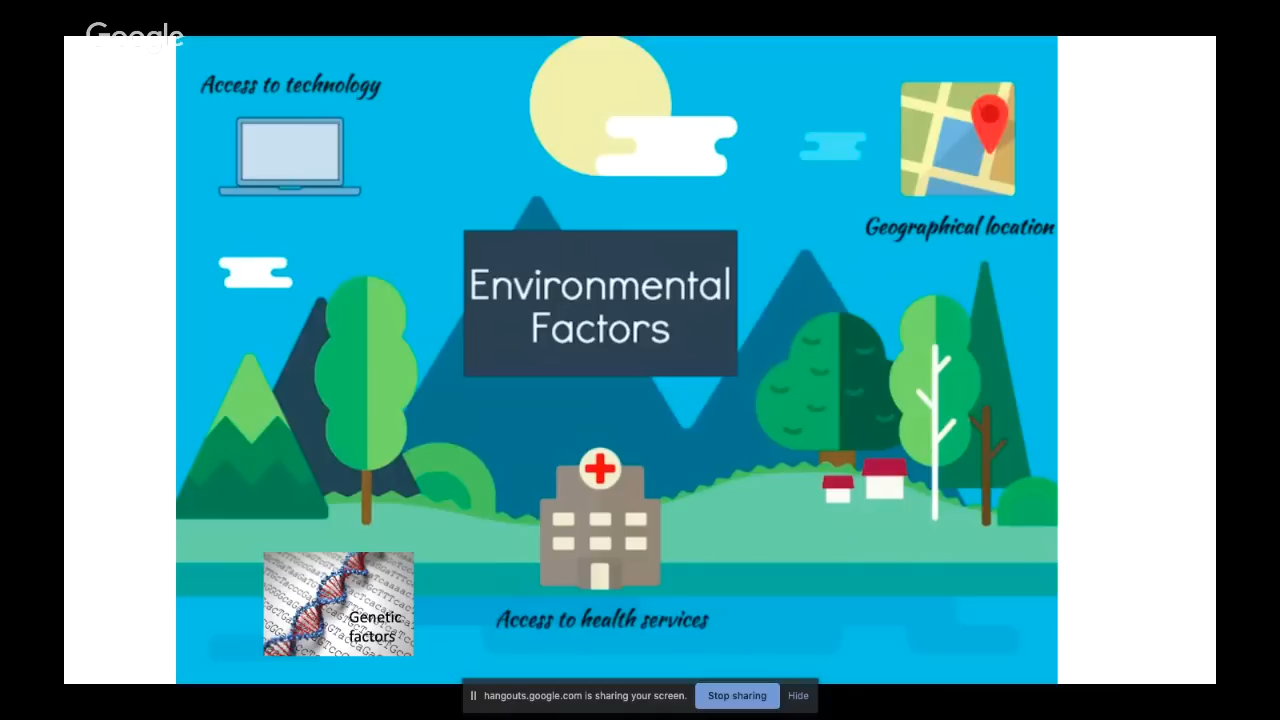 Google
Access to technology
Geographical location
Environmental
Factors
Genetic
factors
Access to health services
hangouts.google.com is sharing your screen.
Stop sharing
Hide